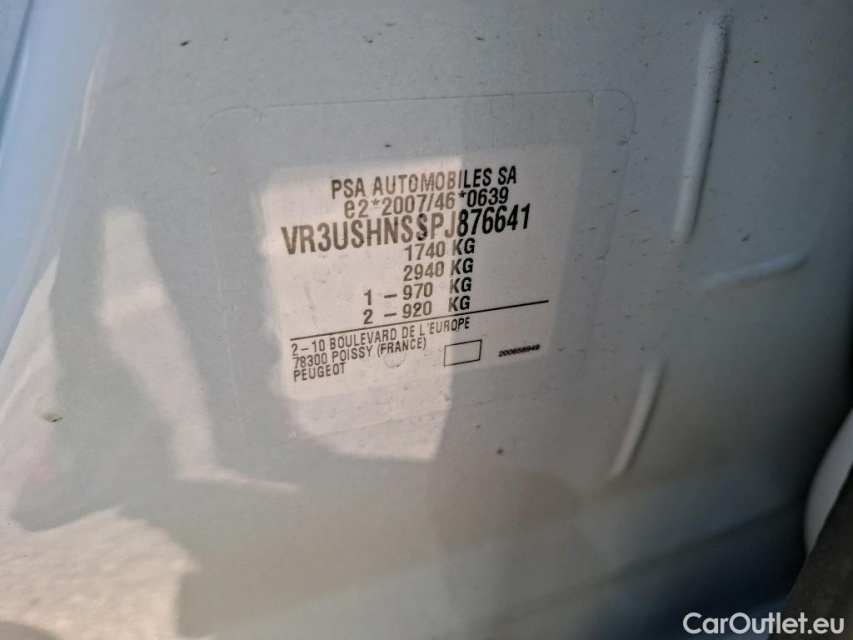 PSA AUTOMOBILES SA
e2*2007/46*0639
VR3USHNSSPJ876641
1740 KG
2940 KG
1 - 970 KG
2 - 920 KG
2-10 BOULEVARD DE L'EUROPE
78300 POISSY (FRANCE)
PEUGEOT
200658949
CarOutlet.eu